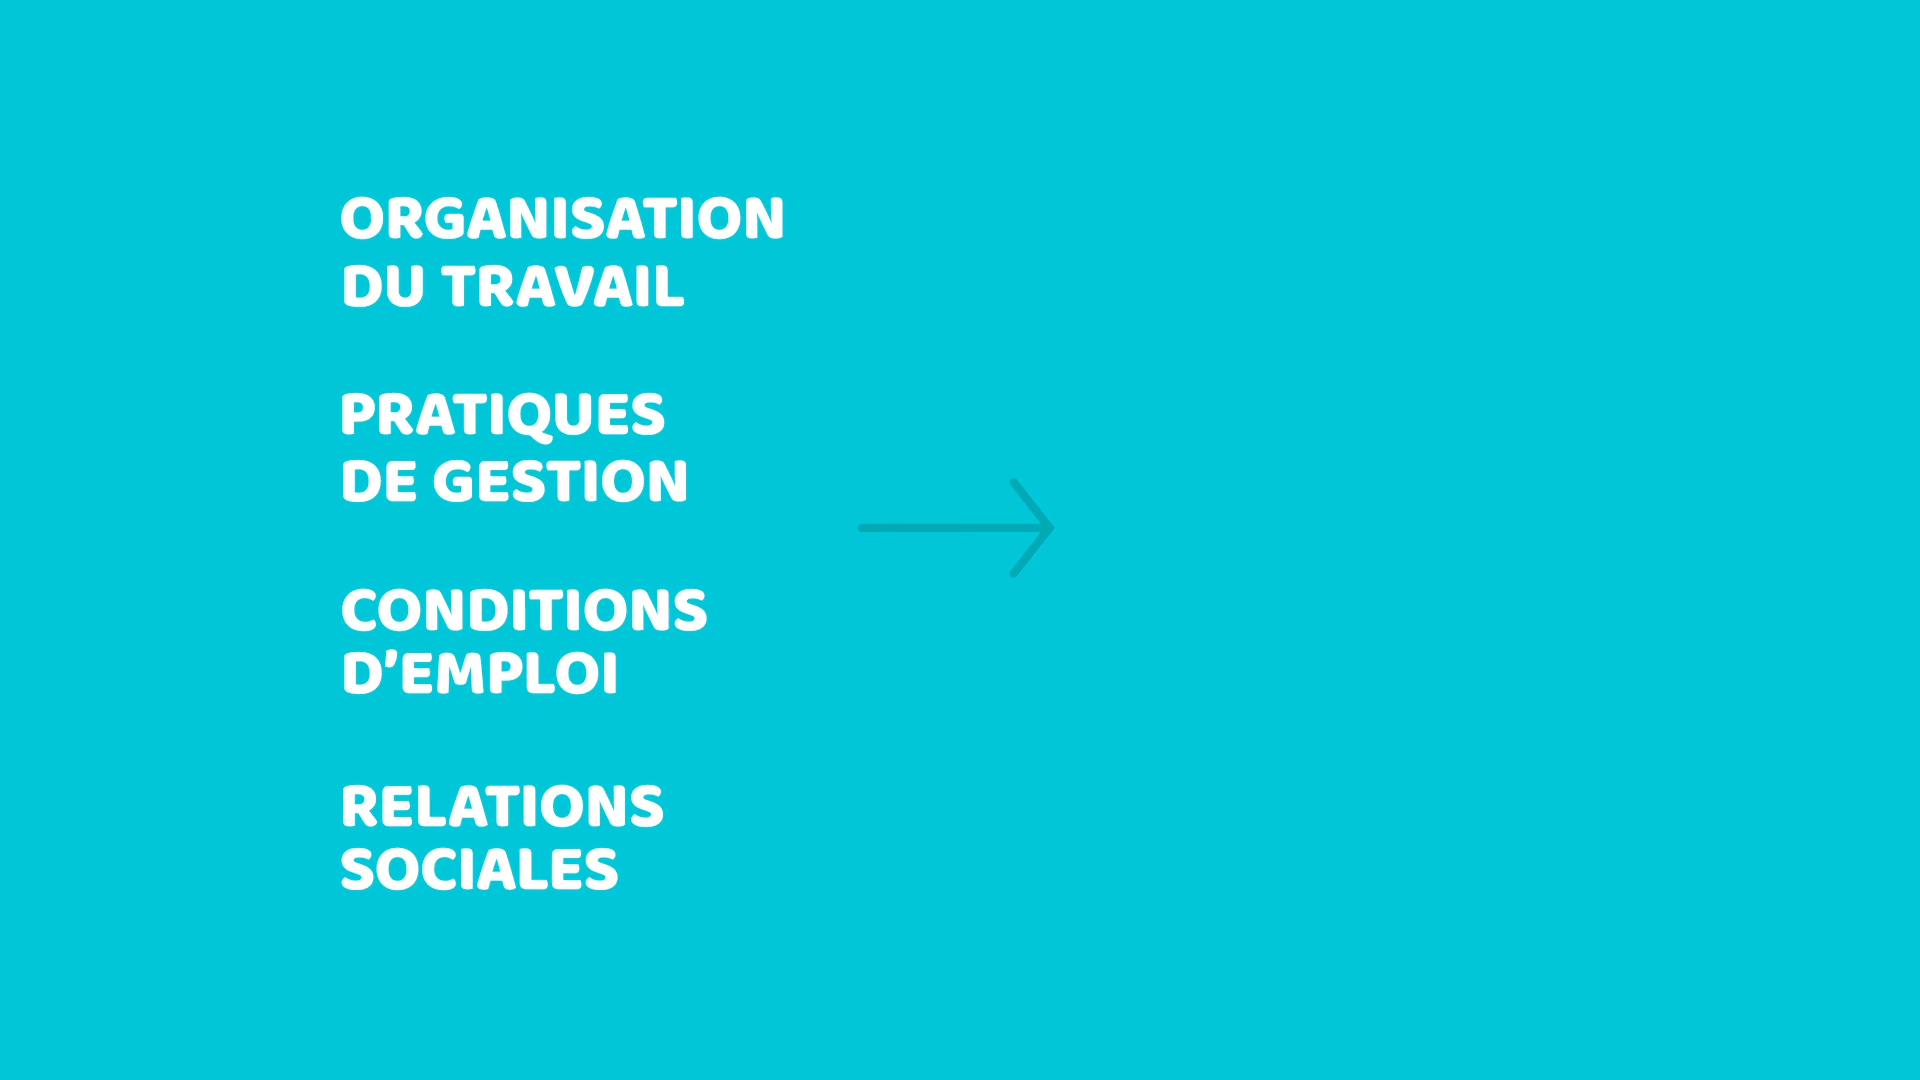 ORGANISATION
DU TRAVAIL
PRATIQUES
DE GESTION
CONDITIONS
D’EMPLOI
RELATIONS
SOCIALES